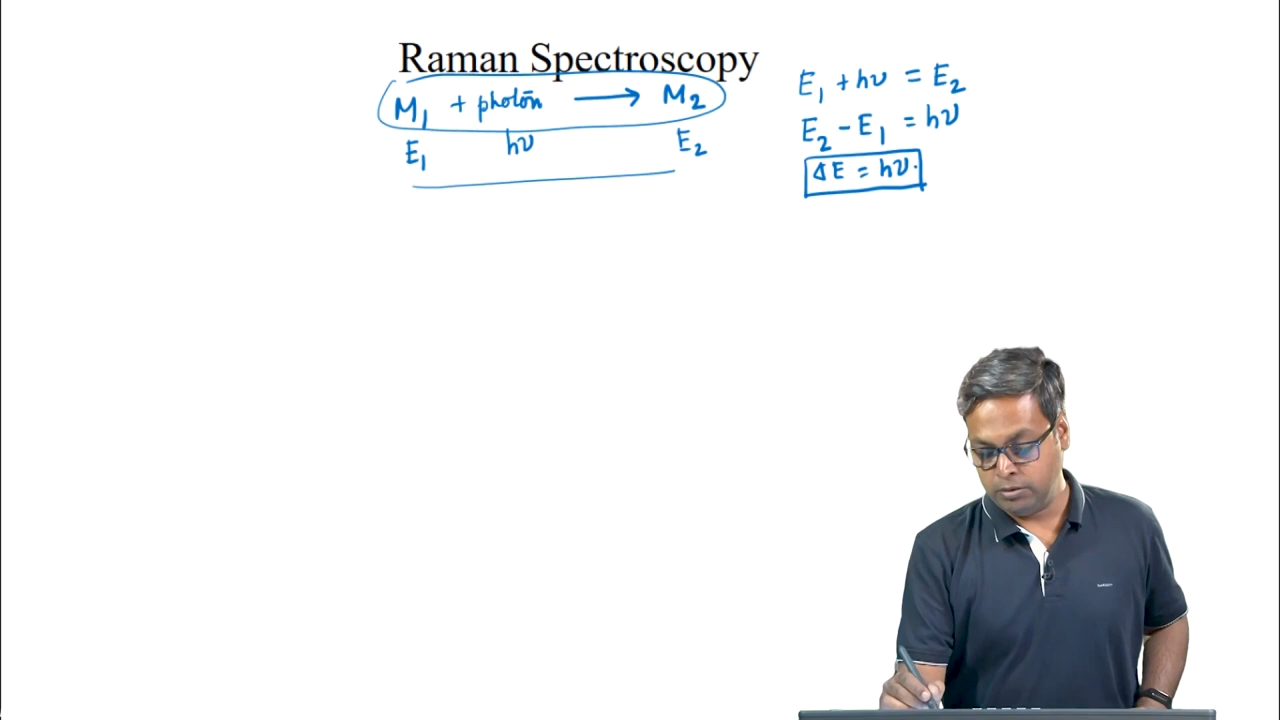 Raman Spectroscopy
M₁ + photon ⟶ M₂
E₁ hν E₂
E₁ + hν = E₂
E₂ - E₁ = hν
ΔE = hν.